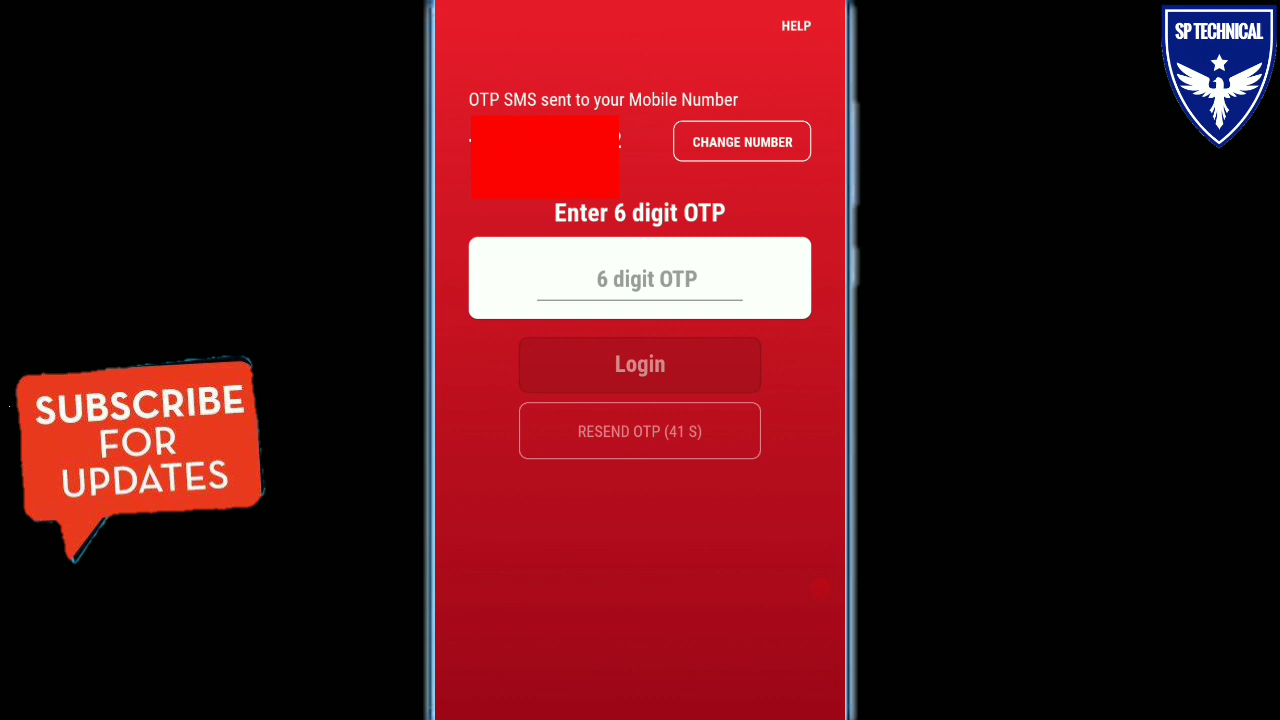 HELP
SP TECHNICAL
OTP SMS sent to your Mobile Number
CHANGE NUMBER
Enter 6 digit OTP
6 digit OTP
Login
RESEND OTP (41 S)
SUBSCRIBE
FOR
UPDATES